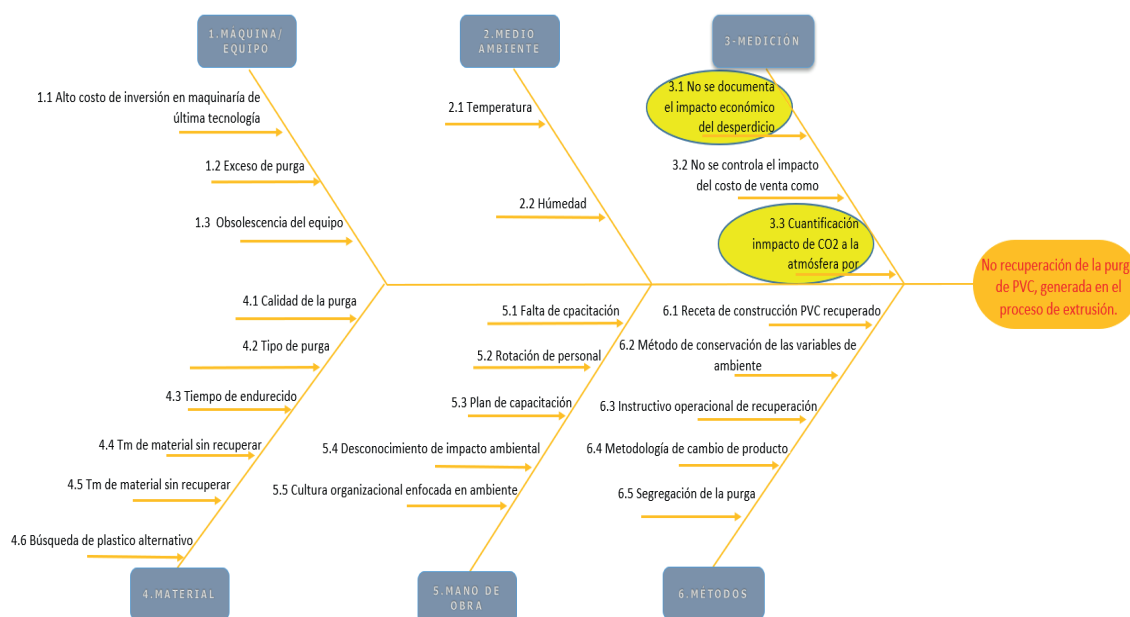 1.MÁQUINA/
EQUIPO
2.MEDIO
AMBIENTE
3-MEDICIÓN
1.1 Alto costo de inversión en maquinaría de
última tecnología
1.2 Exceso de purga
1.3 Obsolescencia del equipo
2.1 Temperatura
2.2 Húmedad
3.1 No se documenta
el impacto económico
del desperdicio
3.2 No se controla el impacto
del costo de venta como
3.3 Cuantificación
inmpacto de CO2 a la
atmósfera por
No recuperación de la purg
de PVC, generada en el
proceso de extrusión.
4.1 Calidad de la purga
4.2 Tipo de purga
4.3 Tiempo de endurecido
4.4 Tm de material sin recuperar
4.5 Tm de material sin recuperar
4.6 Búsqueda de plastico alternativo
5.1 Falta de cpacitación
5.2 Rotación de personal
5.3 Plan de capacitación
5.4 Desconocimiento de impacto ambiental
5.5 Cultura organizacional enfocada en ambiente
6.1 Receta de construcción PVC recuperado
6.2 Método de conservación de las variables de
ambiente
6.3 Instructivo operacional de recuperación
6.4 Metodología de cambio de producto
6.5 Segregación de la purga
4.MATERIAL
5.MANO DE
OBRA
6.MÉTODOS